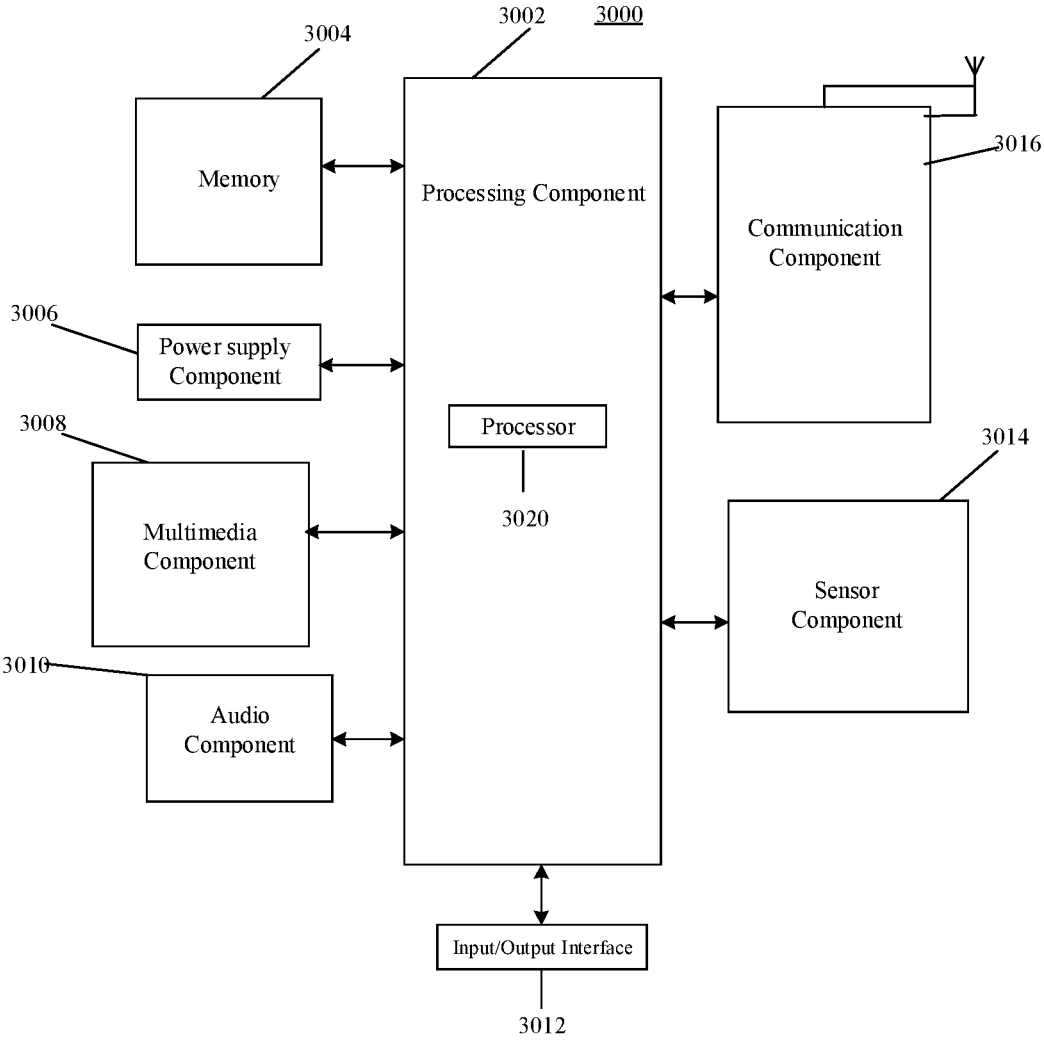 3002
3000
3004
Memory
Processing Component
3016
Communication
Component
3006
Power supply
Component
3008
Processor
3014
3020
Multimedia
Component
Sensor
Component
3010
Audio
Component
Input/Output Interface
3012